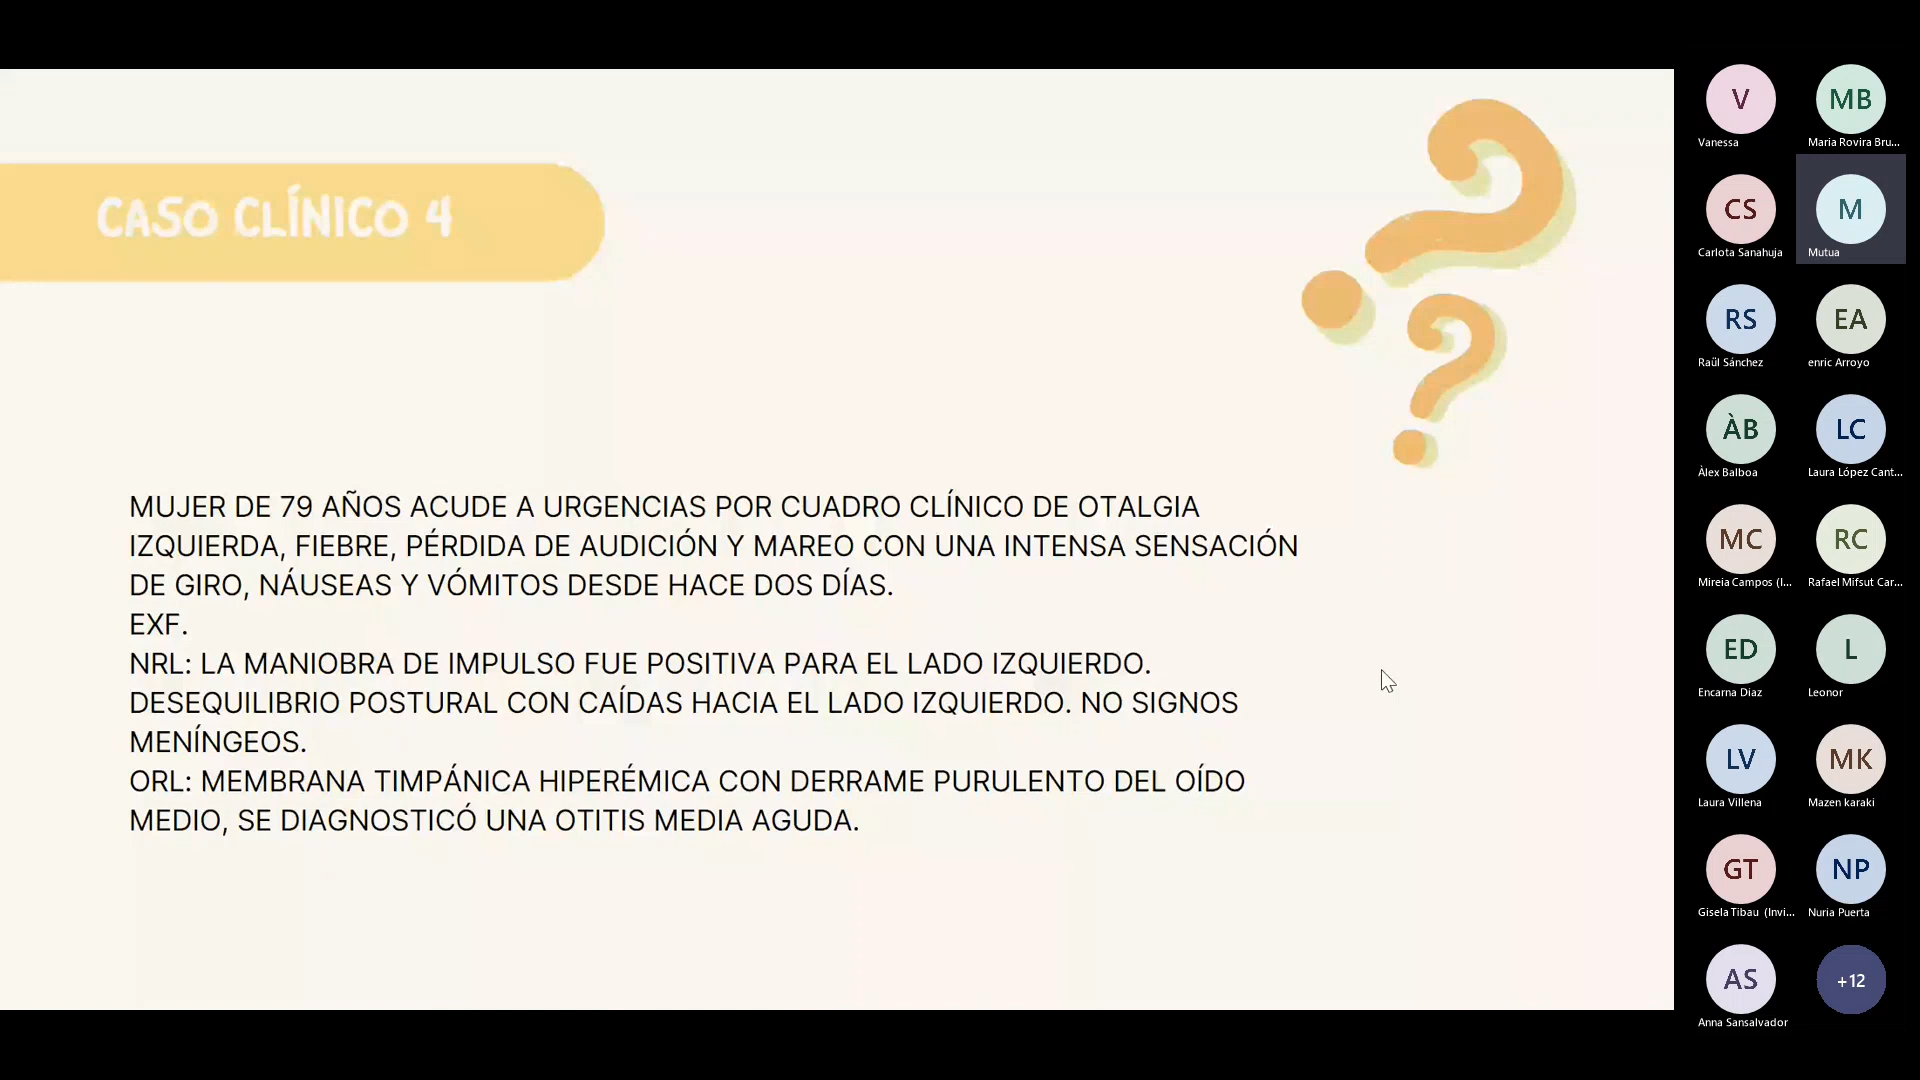 CASO CLÍNICO 4
MUJER DE 79 AÑOS ACUDE A URGENCIAS POR CUADRO CLÍNICO DE OTALGIA
IZQUIERDA, FIEBRE, PÉRDIDA DE AUDICIÓN Y MAREO CON UNA INTENSA SENSACIÓN
DE GIRO, NÁUSEAS Y VÓMITOS DESDE HACE DOS DÍAS.
EXF.
NRL: LA MANIOBRA DE IMPULSO FUE POSITIVA PARA EL LADO IZQUIERDO.
DESEQUILIBRIO POSTURAL CON CAÍDAS HACIA EL LADO IZQUIERDO. NO SIGNOS
MENÍNGEOS.
ORL: MEMBRANA TIMPÁNICA HIPERÉMICA CON DERRAME PURULENTO DEL OÍDO
MEDIO, SE DIAGNOSTICÓ UNA OTITIS MEDIA AGUDA.
V
Vanessa
MB
Maria Rovira Bru...
CS
Carlota Sanahuja
M
Mutua
RS
Raül Sánchez
EA
enric Arroyo
ÀB
Àlex Balboa
LC
Laura López Cant...
MC
Mireia Campos (I...
RC
Rafael Mifsut Car...
ED
Encarna Diaz
L
Leonor
LV
Laura Villena
MK
Mazen karaki
GT
Gisela Tibau (Invi...
NP
Nuria Puerta
AS
Anna Sansalvador
+12